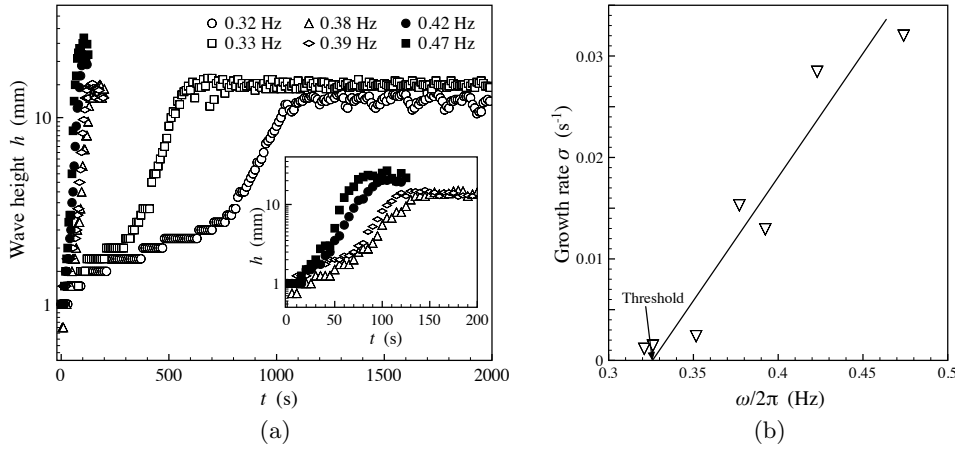 0.32 Hz
0.38 Hz
0.42 Hz
0.33 Hz
0.39 Hz
0.47 Hz
Wave height h (mm)
10
1
h (mm)
10
1
0 50 100 150 200
t (s)
0 500 1000 1500 2000
t (s)
(a)
Growth rate σ (s⁻¹)
0.03
0.02
0.01
0
Threshold
0.3 0.35 0.4 0.45 0.5
ω/2π (Hz)
(b)